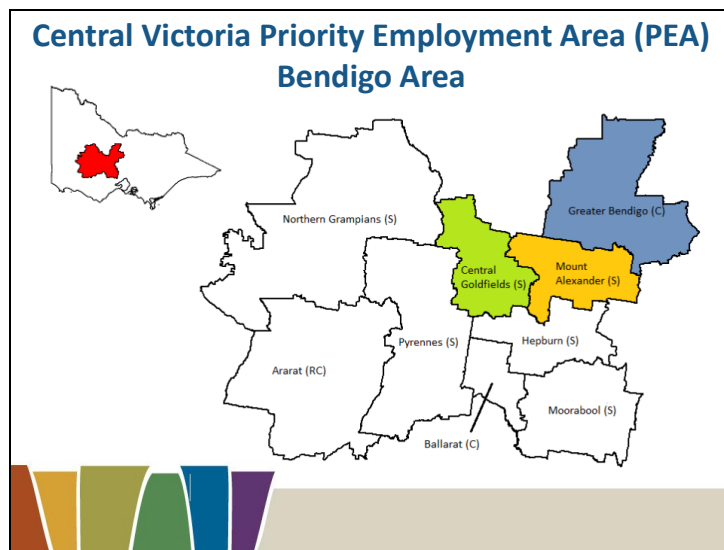 Central Victoria Priority Employment Area (PEA)
Bendigo Area
Northern Grampians (S)
Greater Bendigo (C)
Central
Goldfields (S)
Mount
Alexander (S)
Pyrennes (S)
Hepburn (S)
Ararat (RC)
Moorabool (S)
Ballarat (C)